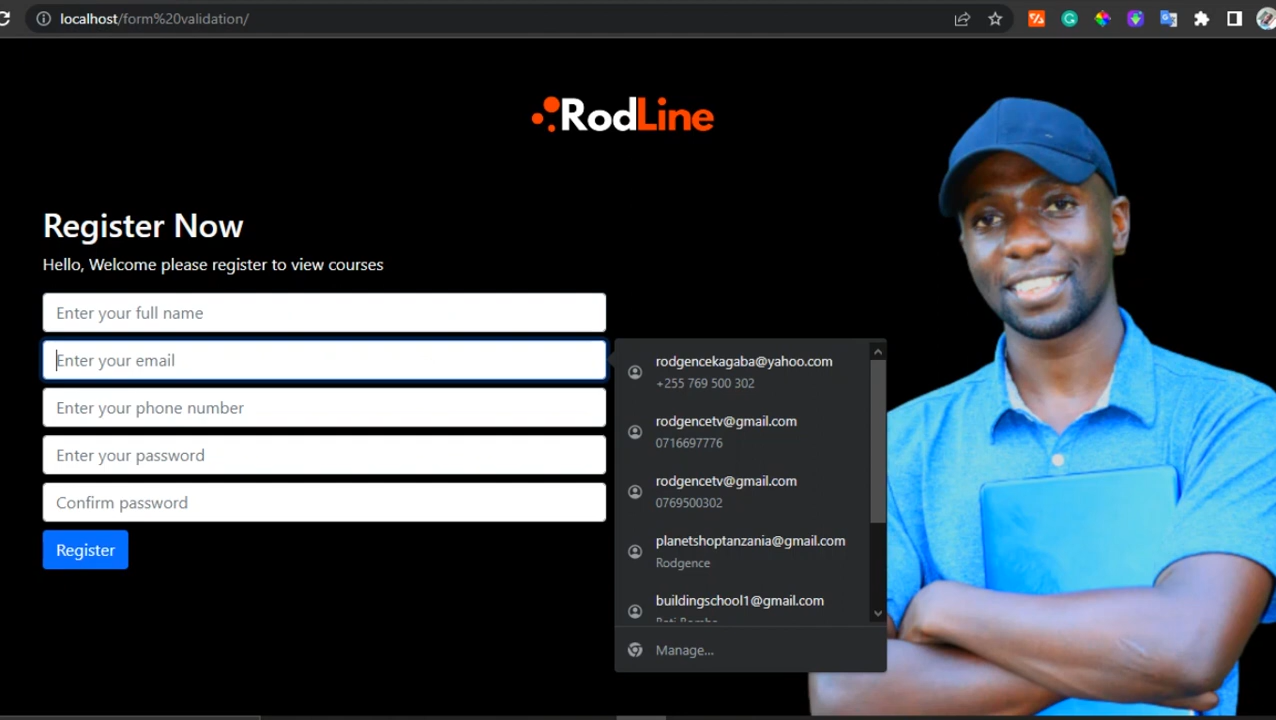 localhost/form%20validation/
RodLine
Register Now
Hello, Welcome please register to view courses
Enter your full name
Enter your email
Enter your phone number
Enter your password
Confirm password
Register
rodgencekagaba@yahoo.com
+255 769 500 302
rodgencetv@gmail.com
0716697776
rodgencetv@gmail.com
0769500302
planetshoptanzania@gmail.com
Rodgence
buildingschool1@gmail.com
Manage...